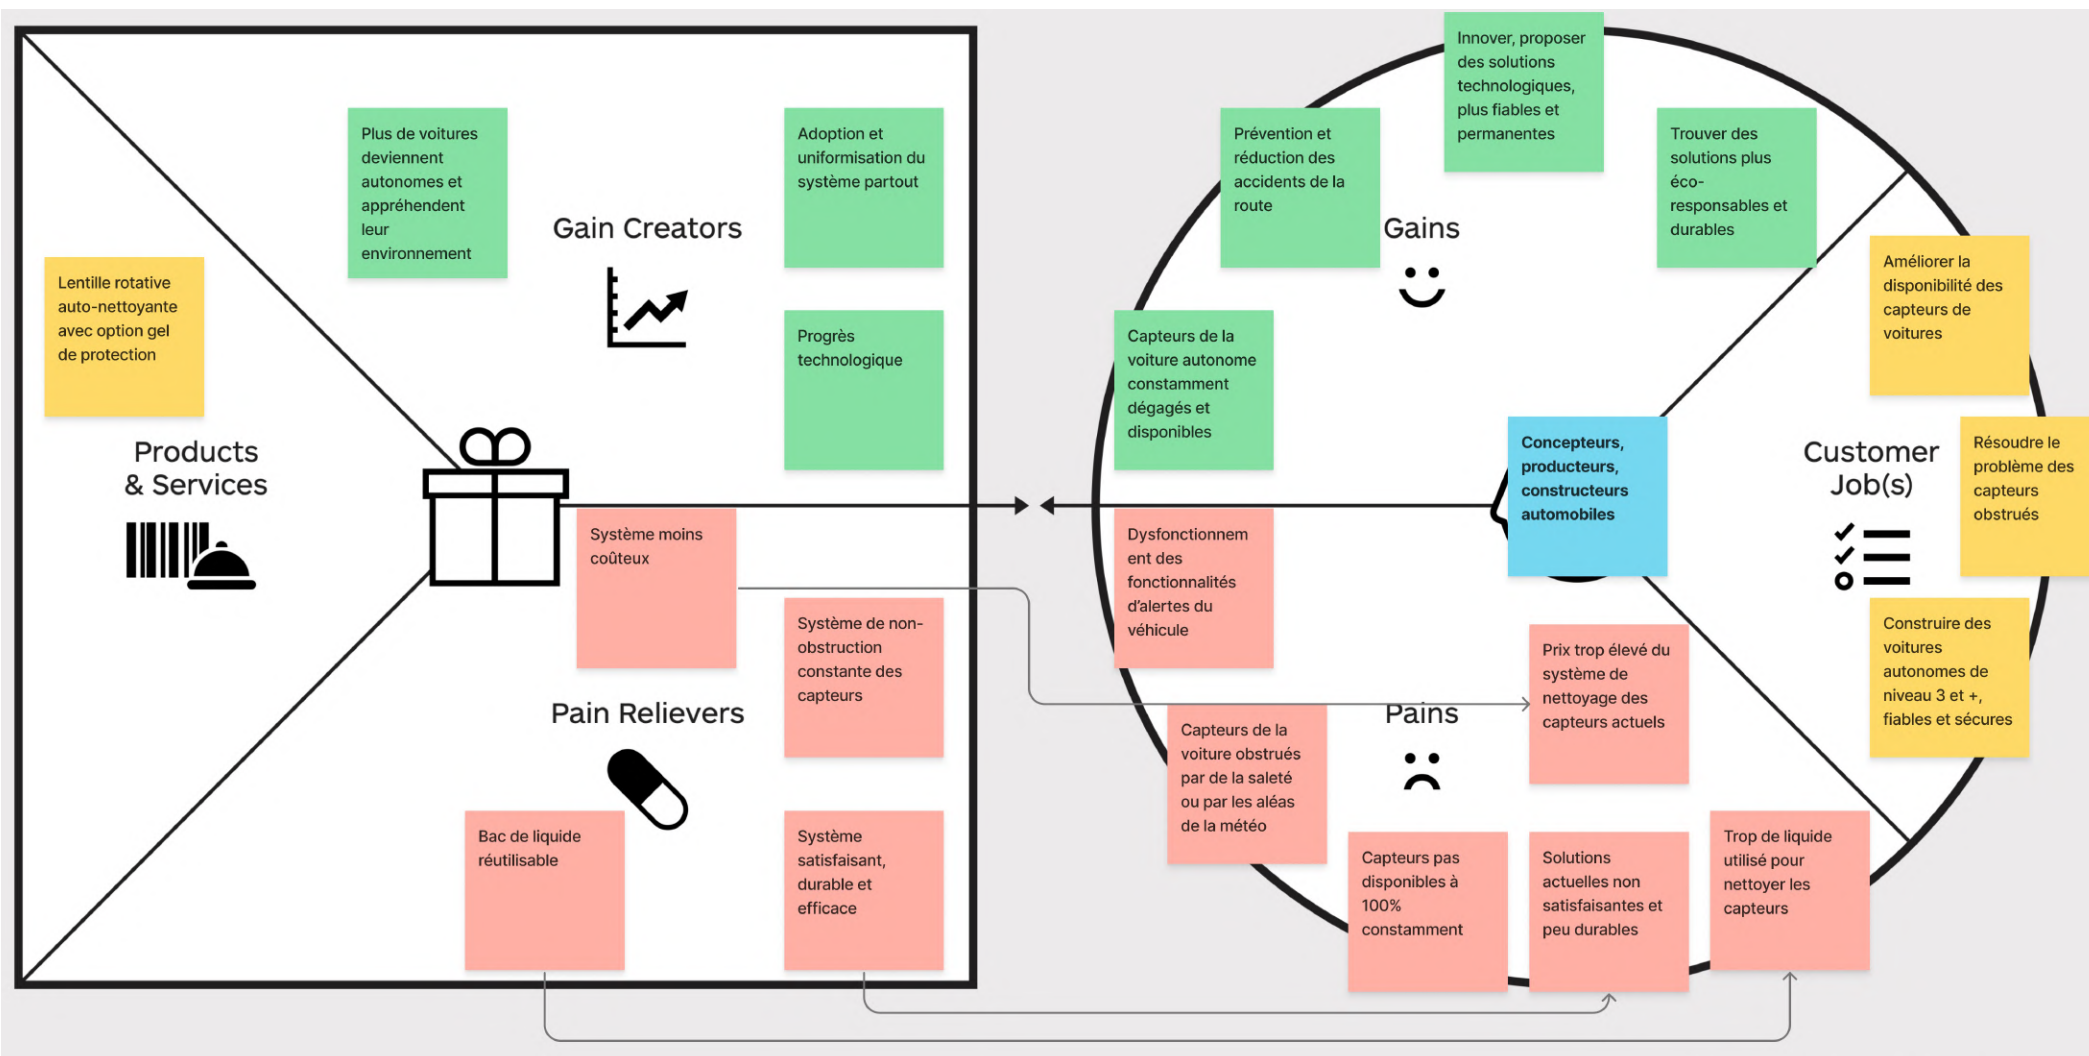 Plus de voitures
deviennent
autonomes et
appréhendent
leur
environnement
Adoption et
uniformisation du
système partout
Gain Creators
Lentille rotative
auto-nettoyante
avec option gel
de protection
Progrès
technologique
Products
& Services
Système moins
coûteux
Système de non-
obstruction
constante des
capteurs
Pain Relievers
Bac de liquide
réutilisable
Système
satisfaisant,
durable et
efficace
Innover, proposer
des solutions
technologiques,
plus fiables et
permanentes
Prévention et
réduction des
accidents de la
route
Trouver des
solutions plus
éco-
responsables et
durables
Gains
Capteurs de la
voiture autonome
constamment
dégagés et
disponibles
Améliorer la
disponibilité des
capteurs de
voitures
Concepteurs,
producteurs,
constructeurs
automobiles
Customer
Job(s)
Résoudre le
problème des
capteurs
obstrués
Construire des
voitures
autonomes de
niveau 3 et +,
fiables et sécures
Dysfonctionnem
ent des
fonctionnalités
d'alertes du
véhicule
Prix trop élevé du
système de
nettoyage des
capteurs actuels
Pains
Capteurs de la
voiture obstrués
par de la saleté
ou par les aléas
de la météo
Capteurs pas
disponibles à
100%
constamment
Solutions
actuelles non
satisfaisantes et
peu durables
Trop de liquide
utilisé pour
nettoyer les
capteurs